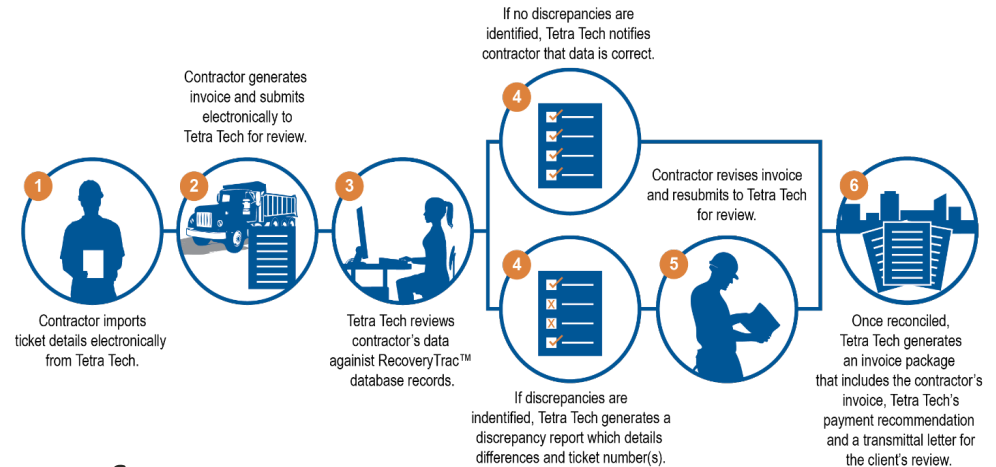 1
Contractor imports
ticket details electronically
from Tetra Tech.
Contractor generates
invoice and submits
electronically to
Tetra Tech for review.
2
3
Tetra Tech reviews
contractor's data
against RecoveryTrac™
database records.
If no discrepancies are
identified, Tetra Tech notifies
contractor that data is correct.
4
4
If discrepancies are
indentified, Tetra Tech generates a
discrepancy report which details
differences and ticket number(s).
Contractor revises invoice
and resubmits to Tetra Tech
for review.
5
6
Once reconciled,
Tetra Tech generates
an invoice package
that includes the contractor's
invoice, Tetra Tech's
payment recommendation
and a transmittal letter for
the client's review.